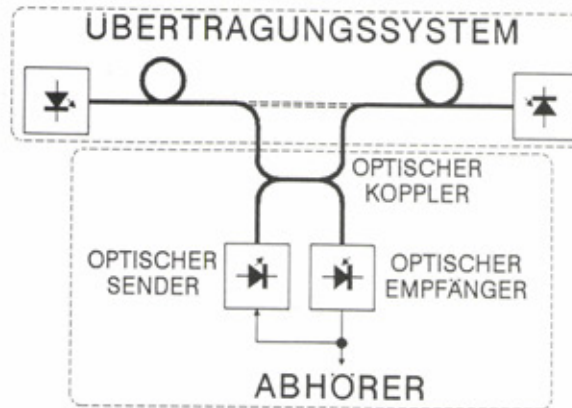 ÜBERTRAGUNGSSYSTEM
OPTISCHER
KOPPLER
OPTISCHER
SENDER
OPTISCHER
EMPFÄNGER
ABHÖRER